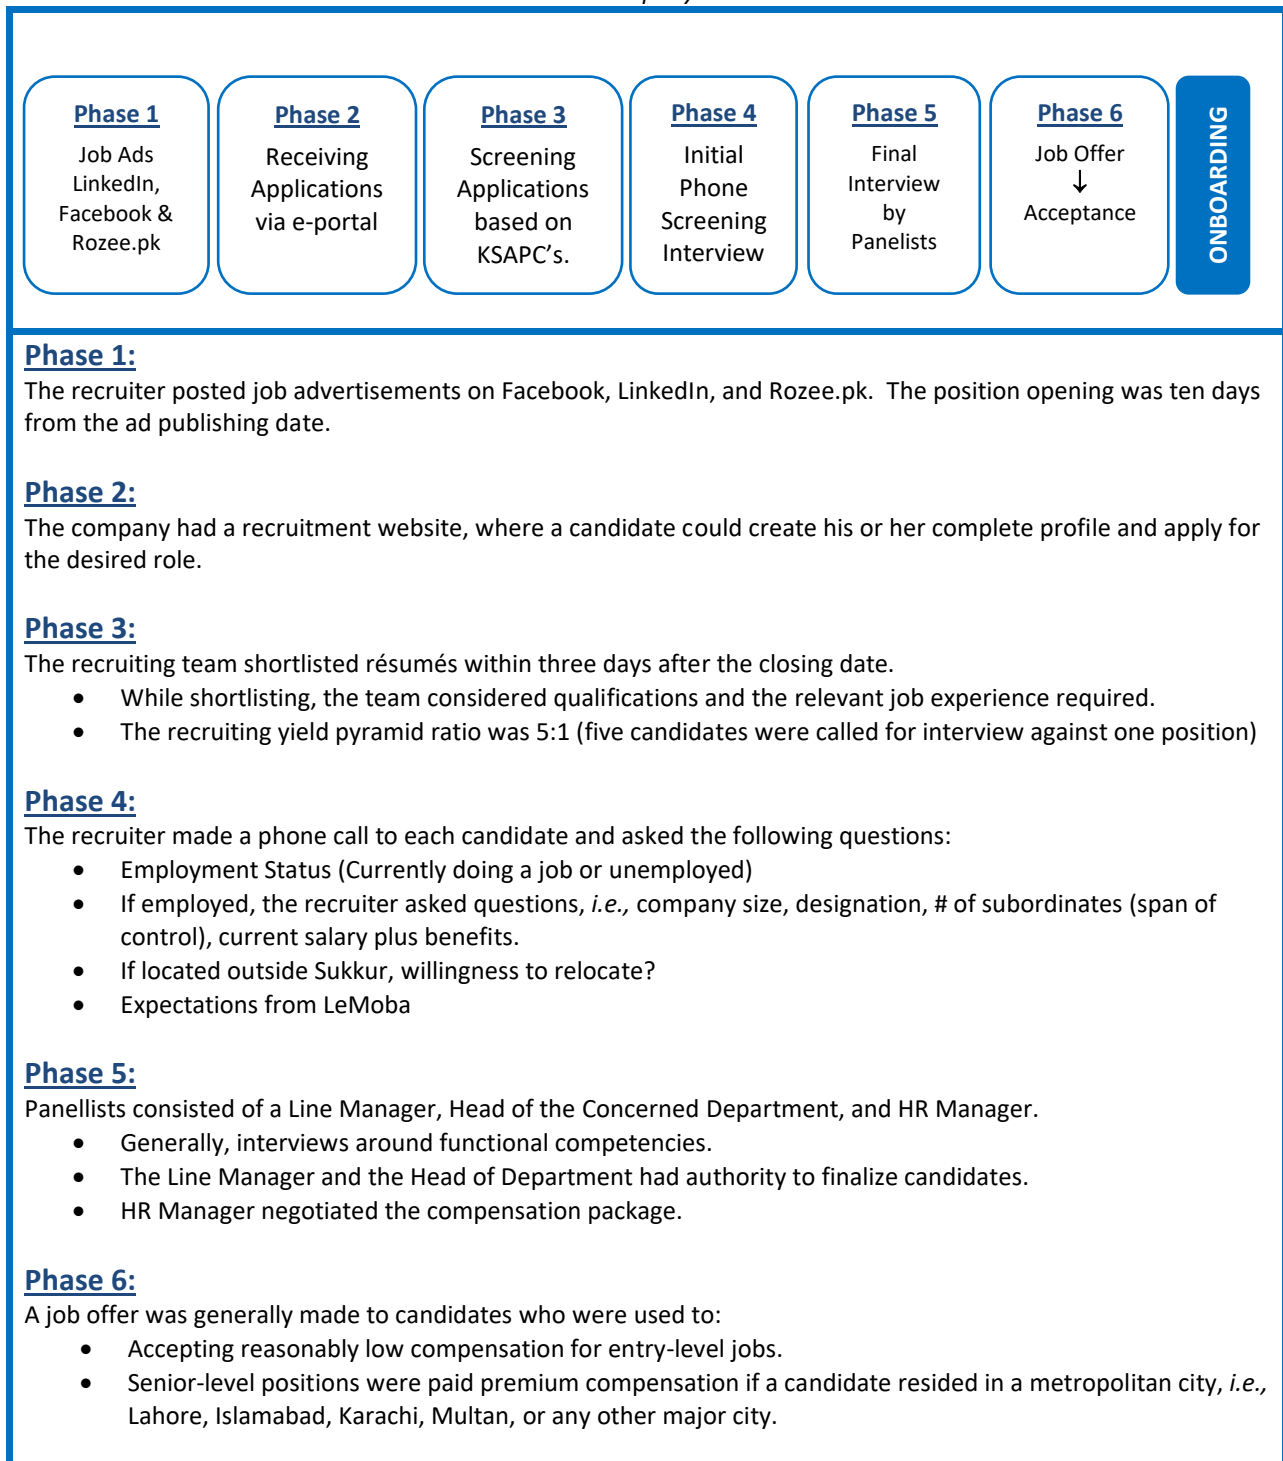 Phase 1
Job Ads
LinkedIn,
Facebook &
Rozee.pk
Phase 2
Receiving
Applications
via e-portal
Phase 3
Screening
Applications
based on
KSAPC’s.
Phase 4
Initial
Phone
Screening
Interview
Phase 5
Final
Interview
by
Panelists
Phase 6
Job Offer
↓
Acceptance
ONBOARDING
Phase 1:
The recruiter posted job advertisements on Facebook, LinkedIn, and Rozee.pk. The position opening was ten days
from the ad publishing date.
Phase 2:
The company had a recruitment website, where a candidate could create his or her complete profile and apply for
the desired role.
Phase 3:
The recruiting team shortlisted résumés within three days after the closing date.
• While shortlisting, the team considered qualifications and the relevant job experience required.
• The recruiting yield pyramid ratio was 5:1 (five candidates were called for interview against one position)
Phase 4:
The recruiter made a phone call to each candidate and asked the following questions:
• Employment Status (Currently doing a job or unemployed)
• If employed, the recruiter asked questions, i.e., company size, designation, # of subordinates (span of
control), current salary plus benefits.
• If located outside Sukkur, willingness to relocate?
• Expectations from LeMoba
Phase 5:
Panellists consisted of a Line Manager, Head of the Concerned Department, and HR Manager.
• Generally, interviews around functional competencies.
• The Line Manager and the Head of Department had authority to finalize candidates.
• HR Manager negotiated the compensation package.
Phase 6:
A job offer was generally made to candidates who were used to:
• Accepting reasonably low compensation for entry-level jobs.
• Senior-level positions were paid premium compensation if a candidate resided in a metropolitan city, i.e.,
Lahore, Islamabad, Karachi, Multan, or any other major city.